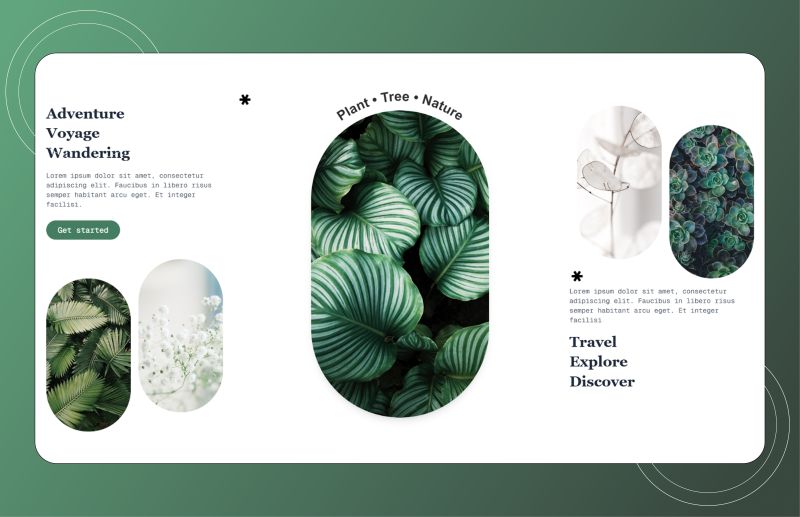 Adventure
Voyage
Wandering
Lorem ipsum dolor sit amet, consectetur
adipiscing elit. Faucibus in libero risus
semper habitant arcu eget. Et integer
facilisi.
Get started
Plant • Tree • Nature
Lorem ipsum dolor sit amet, consectetur
adipiscing elit. Faucibus in libero risus
semper habitant arcu eget. Et integer
facilisi
Travel
Explore
Discover